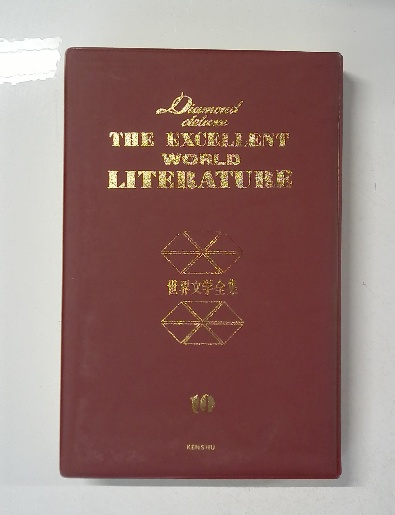 Diamond
deluxe
THE EXCELLENT
WORLD
LITERATURE
世界文学全集
10
KENSHU